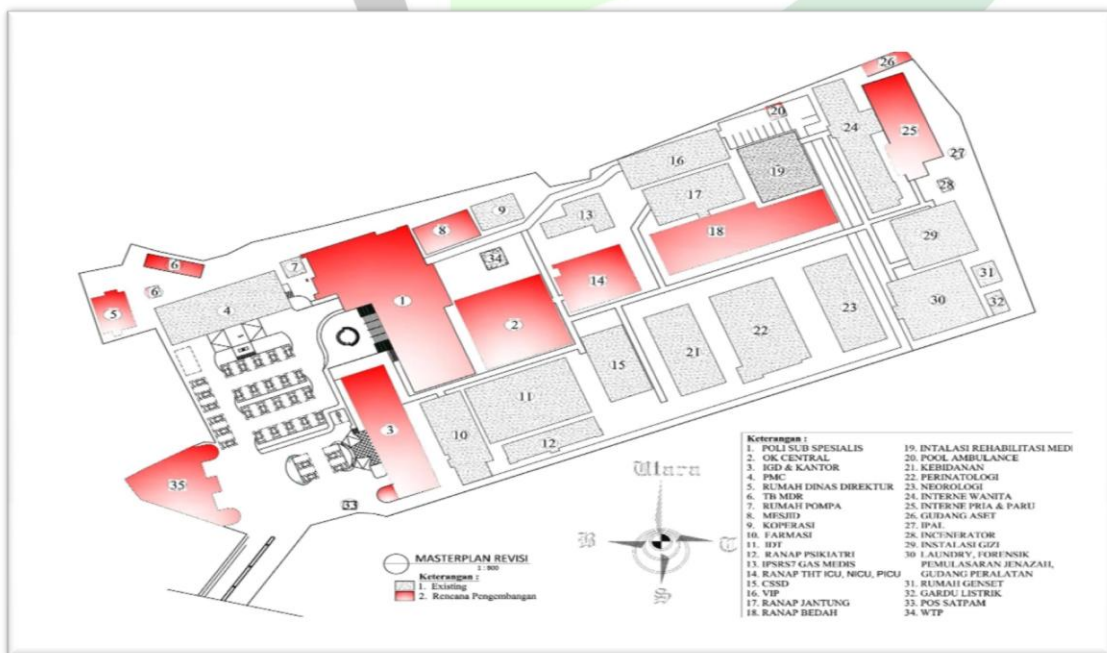 26
20
24
25
16
27
19
17
28
9
13
8
18
29
34
6
7
31
14
6
1
30
32
23
5
4
2
22
21
15
11
3
10
12
35
33
Keterangan :
1. POLI SUB SPESIALIS
2. OK CENTRAL
3. IGD & KANTOR
4. PMC
5. RUMAH DINAS DIREKTUR
6. TB MDR
7. RUMAH POMPA
8. MESJID
9. KOPERASI
10. FARMASI
11. IDT
12. RANAP PSIKIATRI
13. IPSRS7 GAS MEDIS
14. RANAP THT ICU, NICU, PICU
15. CSSD
16. VIP
17. RANAP JANTUNG
18. RANAP BEDAH
19. INTALASI REHABILITASI MEDI
20. POOL AMBULANCE
21. KEBIDANAN
22. PERINATOLOGI
23. NEOROLOGI
24. INTERNE WANITA
25. INTERNE PRIA & PARU
26. GUDANG ASET
27. IPAL
28. INCENERATOR
29. INSTALASI GIZI
30 LAUNDRY, FORENSIK
PEMULASARAN JENAZAH,
GUDANG PERALATAN
31. RUMAH GENSET
32. GARDU LISTRIK
33. POS SATPAM
34. WTP
Utara
B
T
S
MASTERPLAN REVISI
1 : 800
Keterangan :
1. Existing
2. Rencana Pengembangan